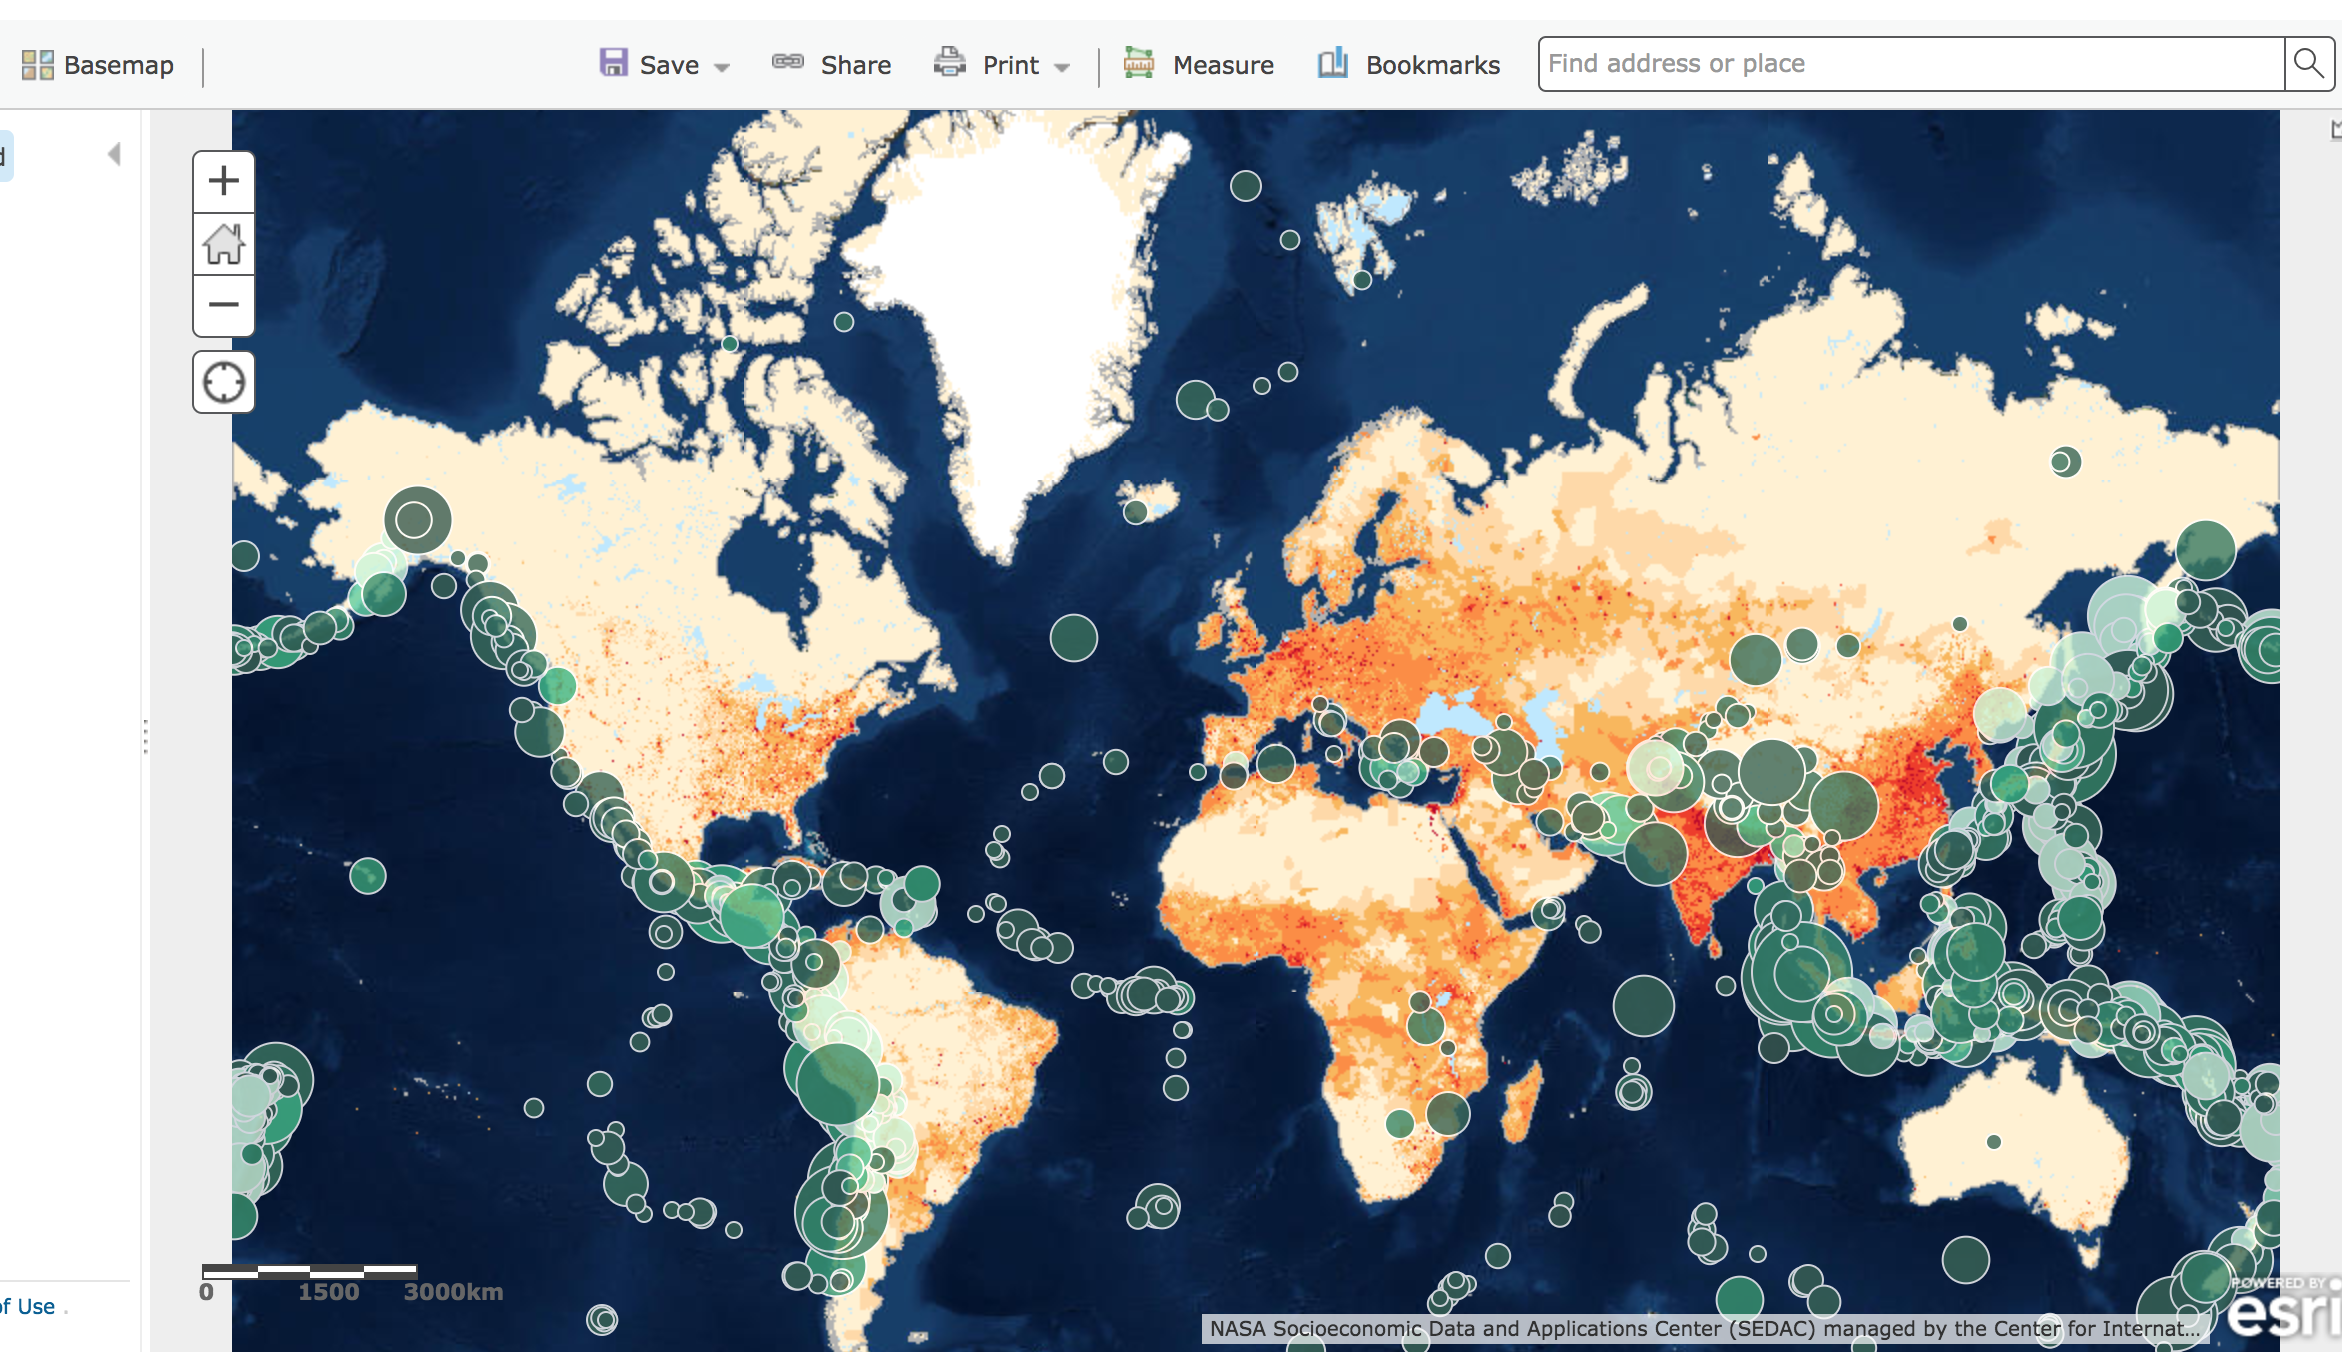 Basemap
Save
Share
Print
Measure
Bookmarks
Find address or place
d
0 1500 3000km
of Use .
POWERED BY
esri
NASA Socioeconomic Data and Applications Center (SEDAC) managed by the Center for Internat...